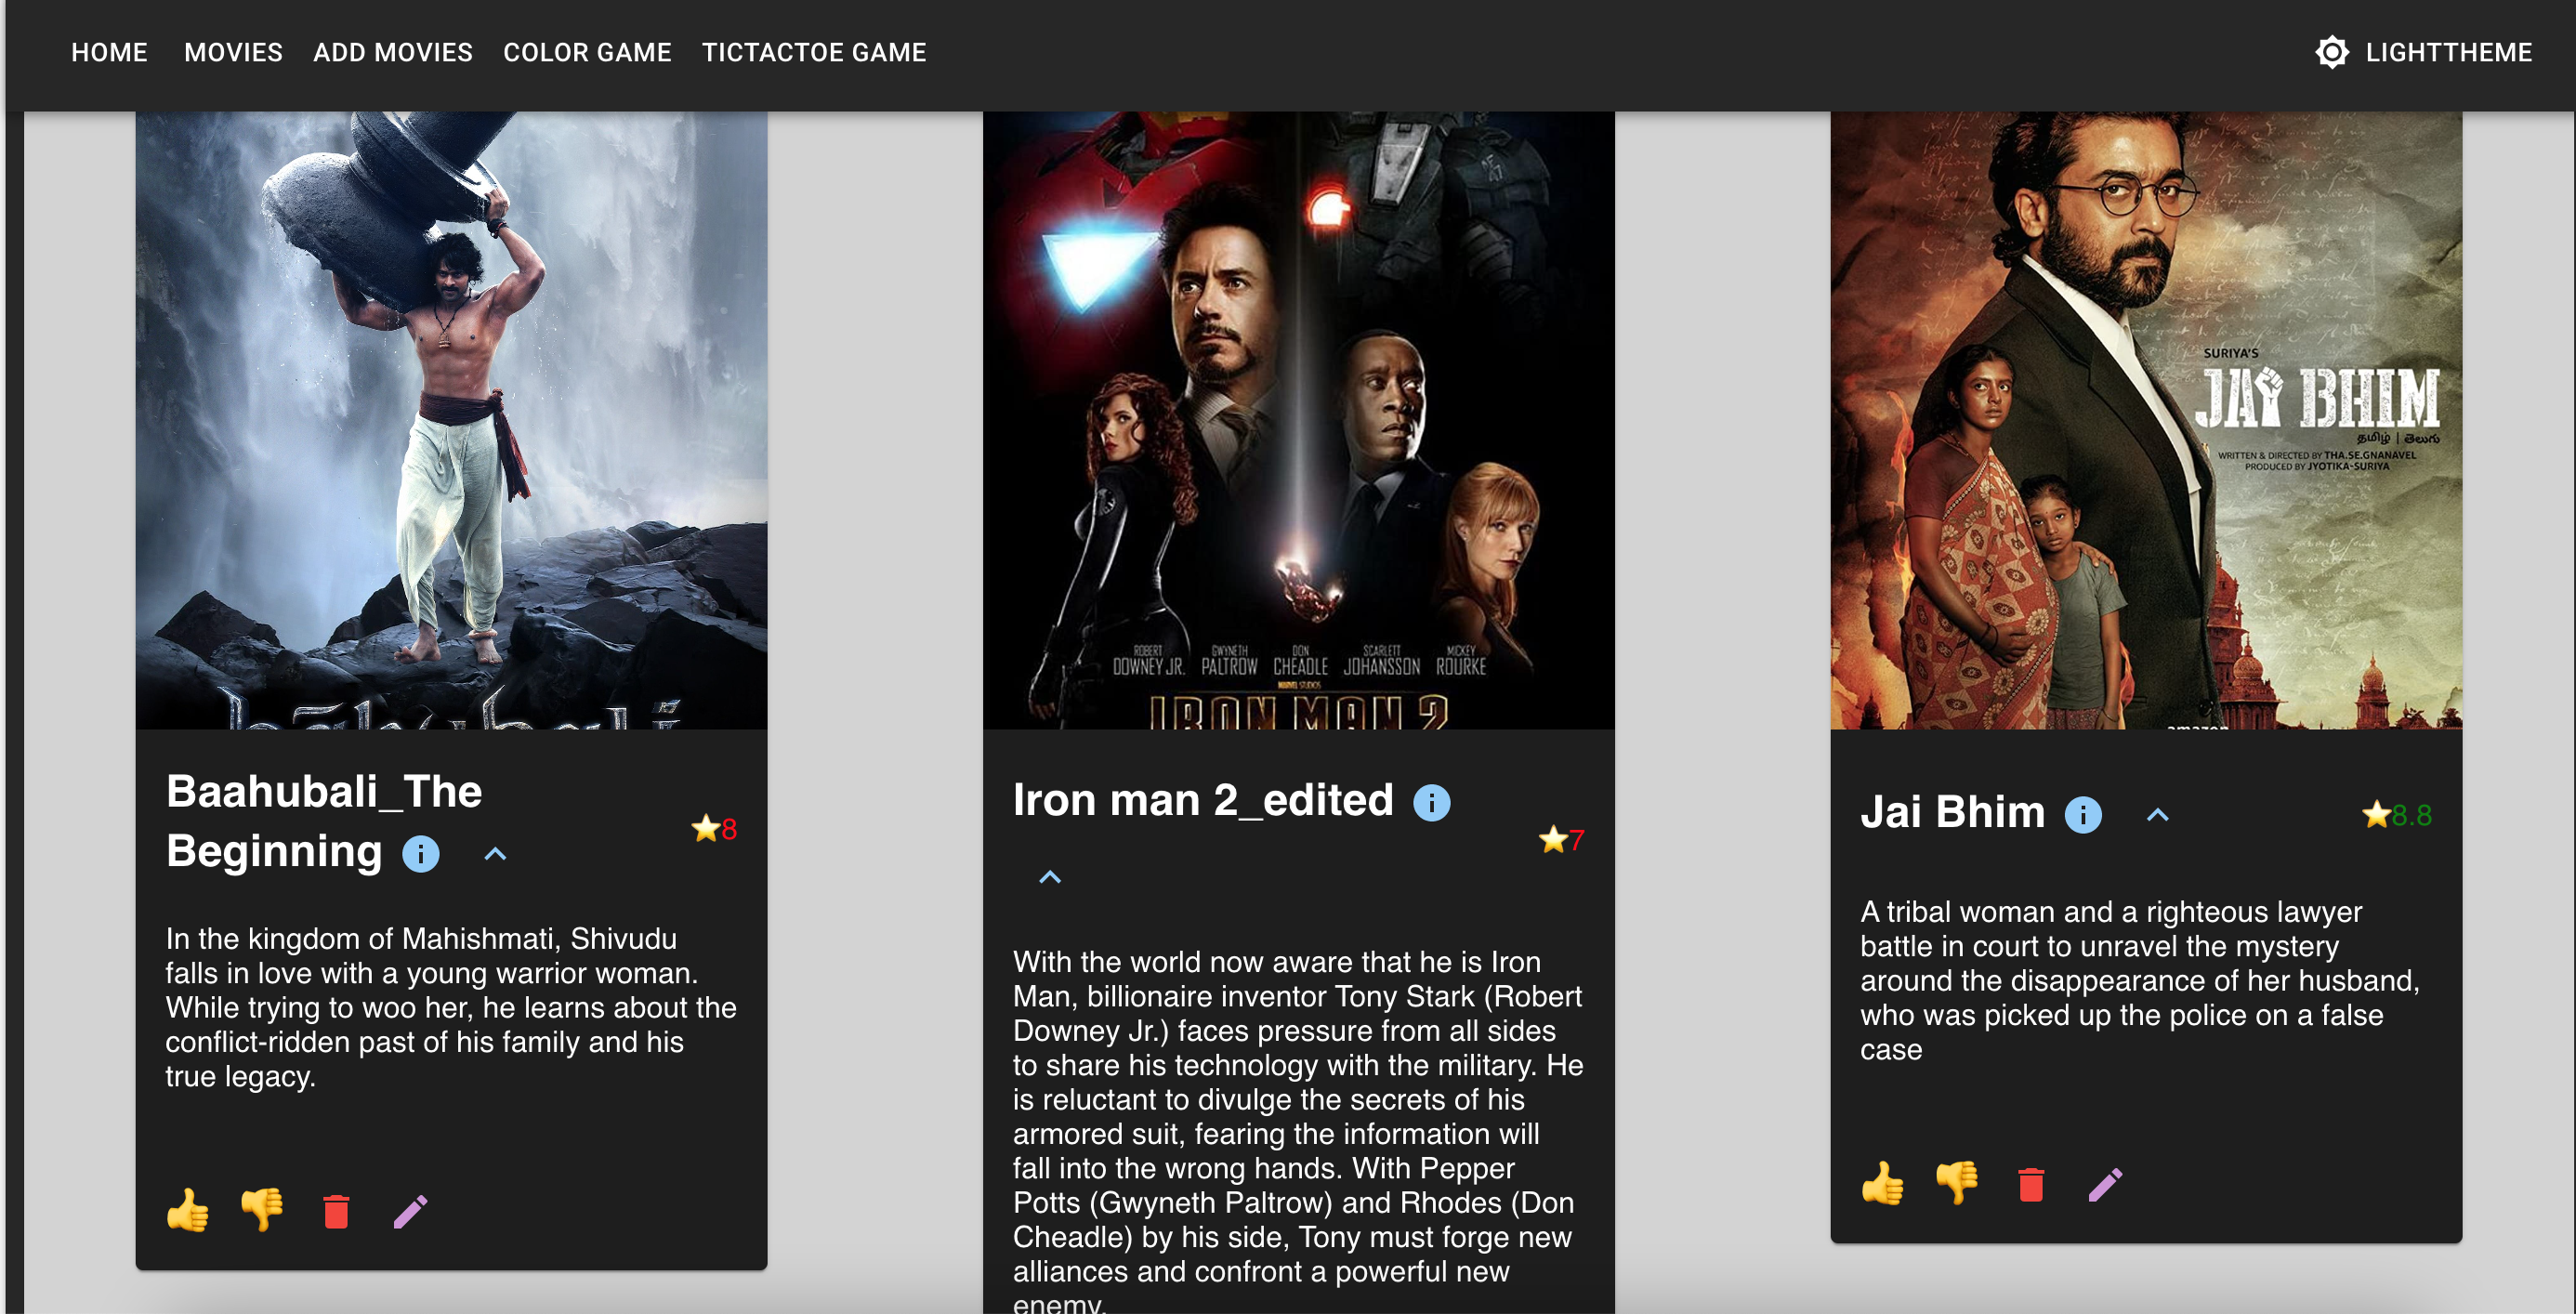 HOME MOVIES ADD MOVIES COLOR GAME TICTACTOE GAME LIGHTTHEME
SURIYA'S
JAY BHIM
தமிழ் | తెలుగు
WRITTEN & DIRECTED BY THA.SE.GNANAVEL
PRODUCED BY JYOTIKA-SURIYA
amazon
ROBERT DOWNEY JR.
GWYNETH PALTROW
DON CHEADLE
SCARLETT JOHANSSON
MICKEY ROURKE
MARVEL STUDIOS
IRON MAN 2
bāhubali
Baahubali_The
Beginning
⭐8
In the kingdom of Mahishmati, Shivudu
falls in love with a young warrior woman.
While trying to woo her, he learns about the
conflict-ridden past of his family and his
true legacy.
Iron man 2_edited
⭐7
With the world now aware that he is Iron
Man, billionaire inventor Tony Stark (Robert
Downey Jr.) faces pressure from all sides
to share his technology with the military. He
is reluctant to divulge the secrets of his
armored suit, fearing the information will
fall into the wrong hands. With Pepper
Potts (Gwyneth Paltrow) and Rhodes (Don
Cheadle) by his side, Tony must forge new
alliances and confront a powerful new
enemy.
Jai Bhim
⭐8.8
A tribal woman and a righteous lawyer
battle in court to unravel the mystery
around the disappearance of her husband,
who was picked up the police on a false
case